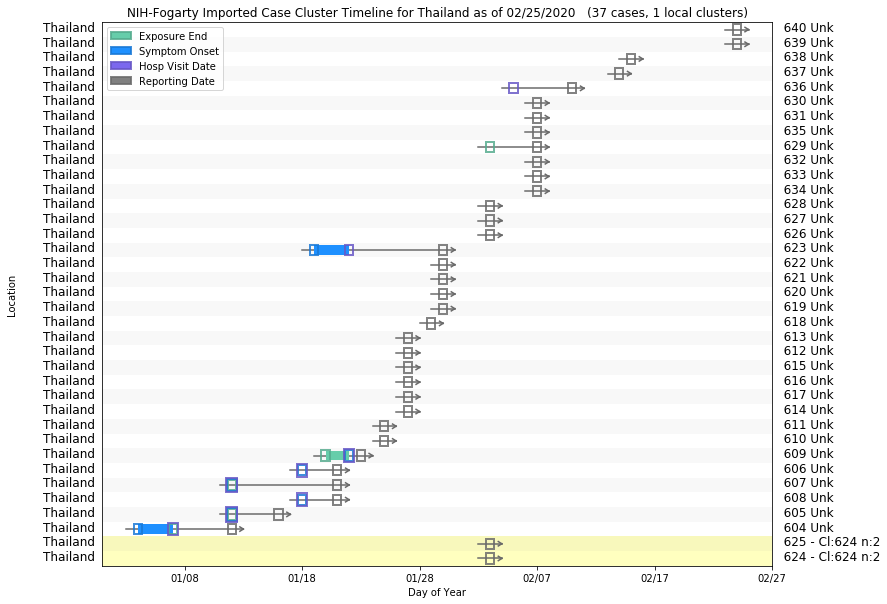 NIH-Fogarty Imported Case Cluster Timeline for Thailand as of 02/25/2020 (37 cases, 1 local clusters)
Exposure End
Symptom Onset
Hosp Visit Date
Reporting Date
Location
Thailand 640 Unk
Thailand 639 Unk
Thailand 638 Unk
Thailand 637 Unk
Thailand 636 Unk
Thailand 630 Unk
Thailand 631 Unk
Thailand 635 Unk
Thailand 629 Unk
Thailand 632 Unk
Thailand 633 Unk
Thailand 634 Unk
Thailand 628 Unk
Thailand 627 Unk
Thailand 626 Unk
Thailand 623 Unk
Thailand 622 Unk
Thailand 621 Unk
Thailand 620 Unk
Thailand 619 Unk
Thailand 618 Unk
Thailand 613 Unk
Thailand 612 Unk
Thailand 615 Unk
Thailand 616 Unk
Thailand 617 Unk
Thailand 614 Unk
Thailand 611 Unk
Thailand 610 Unk
Thailand 609 Unk
Thailand 606 Unk
Thailand 607 Unk
Thailand 608 Unk
Thailand 605 Unk
Thailand 604 Unk
Thailand 625 - Cl:624 n:2
Thailand 624 - Cl:624 n:2
01/08 01/18 01/28 02/07 02/17 02/27
Day of Year